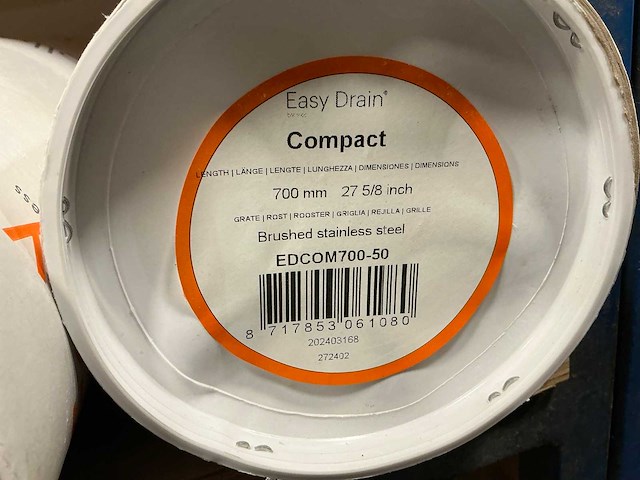 Easy Drain®
Compact
LENGTH | LÄNGE | LENGTE | LUNGHEZZA | DIMENSIONES | DIMENSIONS
700 mm 27 5/8 inch
GRATE | ROST | ROOSTER | GRIGLIA | REJILLA | GRILLE
Brushed stainless steel
EDCOM700-50
8 717853 061080
202403168
272402